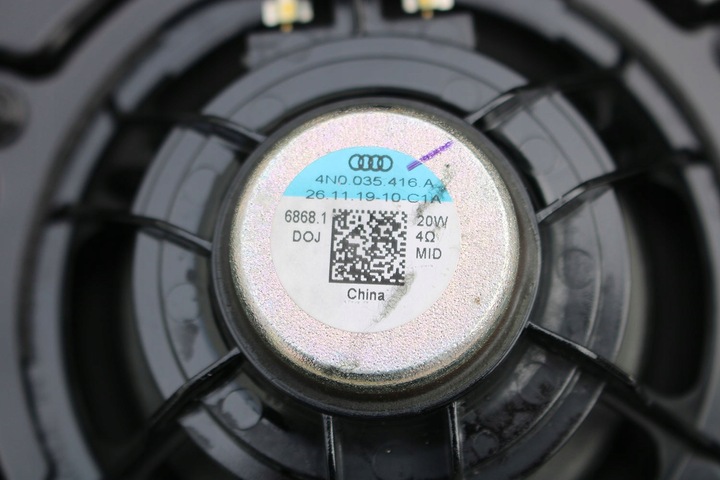 4N0 035 416 A
26.11.19-10-C1A
6868.1 20W
DOJ 4Ω
MID
China